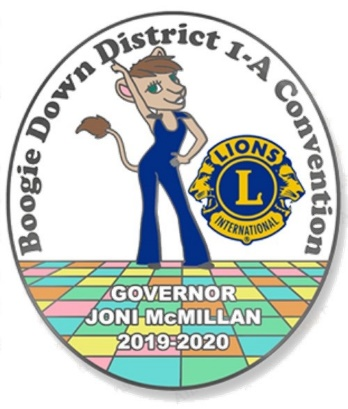 Boogie Down District 1-A Convention
LIONS
L
INTERNATIONAL
®
GOVERNOR
JONI McMILLAN
2019-2020